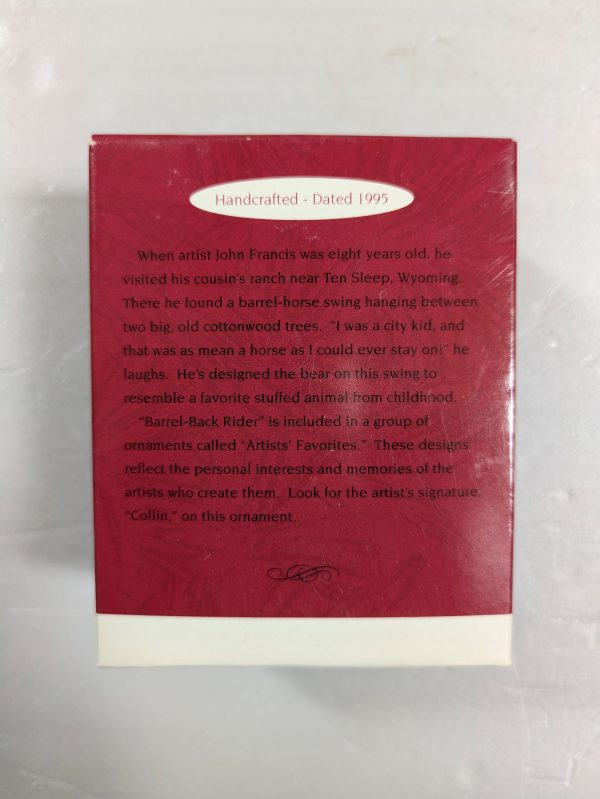 Handcrafted - Dated 1995
When artist John Francis was eight years old, he
visited his cousin's ranch near Ten Sleep, Wyoming.
There he found a barrel-horse swing hanging between
two big, old cottonwood trees. "I was a city kid, and
that was as mean a horse as I could ever stay on!" he
laughs. He's designed the bear on this swing to
resemble a favorite stuffed animal from childhood.
"Barrel-Back Rider" is included in a group of
ornaments called "Artists' Favorites." These designs
reflect the personal interests and memories of the
artists who create them. Look for the artist's signature,
"Collin," on this ornament.